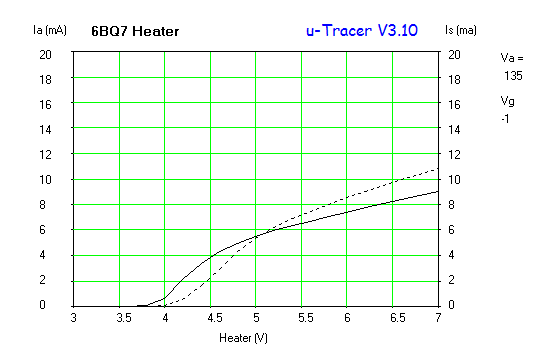 Ia (mA) 6BQ7 Heater u-Tracer V3.10 Is (ma)
20 20
Va =
18 18
135
16 16
Vg
-1
14 14
12 12
10 10
8 8
6 6
4 4
2 2
0 0
3 3.5 4 4.5 5 5.5 6 6.5 7
Heater (V)